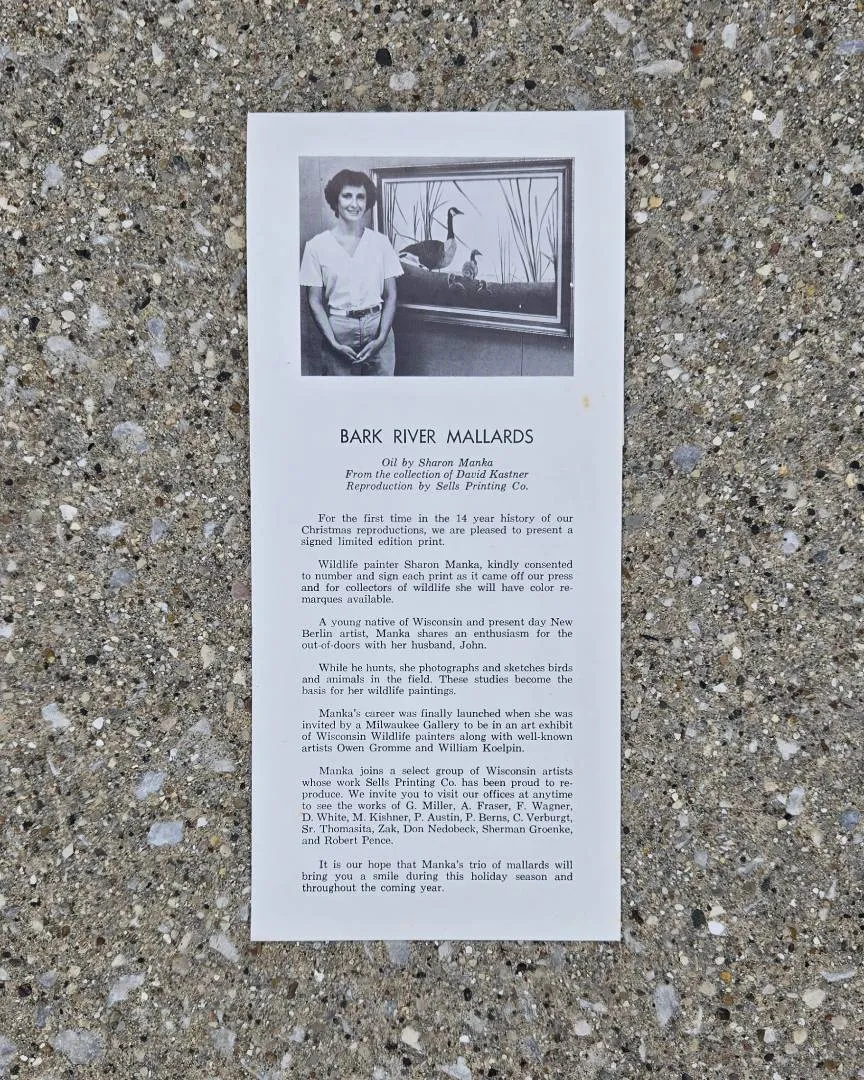 BARK RIVER MALLARDS
Oil by Sharon Manka
From the collection of David Kastner
Reproduction by Sells Printing Co.
For the first time in the 14 year history of our
Christmas reproductions, we are pleased to present a
signed limited edition print.
Wildlife painter Sharon Manka, kindly consented
to number and sign each print as it came off our press
and for collectors of wildlife she will have color re-
marques available.
A young native of Wisconsin and present day New
Berlin artist, Manka shares an enthusiasm for the
out-of-doors with her husband, John.
While he hunts, she photographs and sketches birds
and animals in the field. These studies become the
basis for her wildlife paintings.
Manka's career was finally launched when she was
invited by a Milwaukee Gallery to be in an art exhibit
of Wisconsin Wildlife painters along with well-known
artists Owen Gromme and William Koelpin.
Manka joins a select group of Wisconsin artists
whose work Sells Printing Co. has been proud to re-
produce. We invite you to visit our offices at anytime
to see the works of G. Miller, A. Fraser, F. Wagner,
D. White, M. Kishner, P. Austin, P. Berns, C. Verburgt,
Sr. Thomasita, Zak, Don Nedobeck, Sherman Groenke,
and Robert Pence.
It is our hope that Manka's trio of mallards will
bring you a smile during this holiday season and
throughout the coming year.